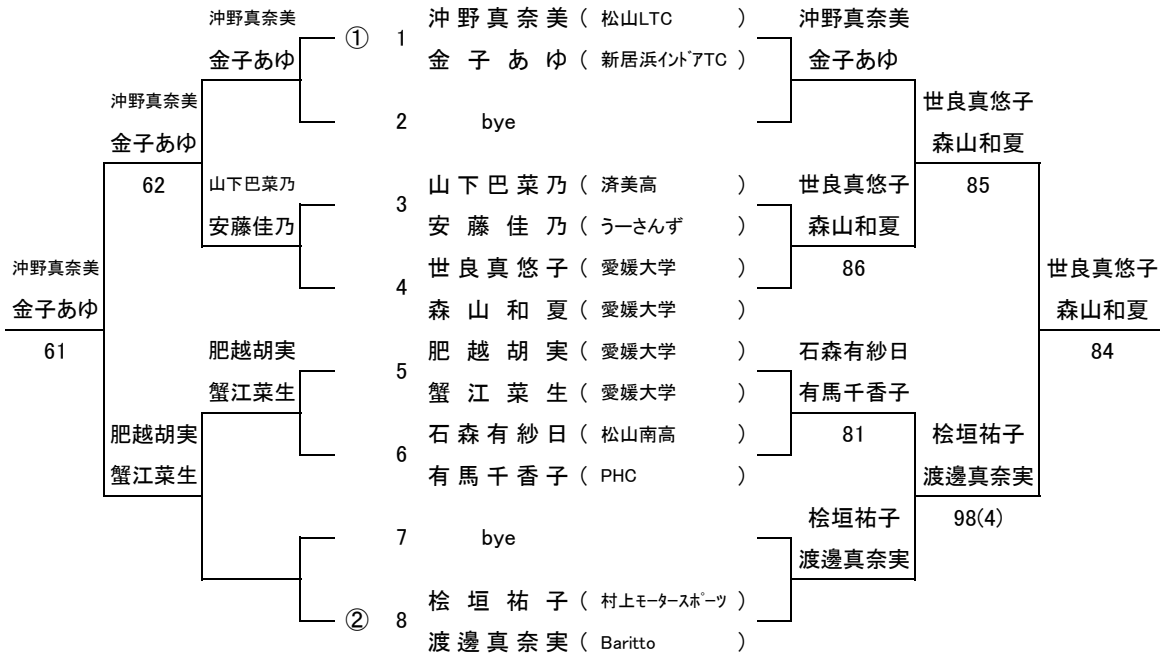 沖野真奈美 ① 1 沖野真奈美 ( 松山LTC ) 沖野真奈美
金子あゆ 金子あゆ ( 新居浜インドアTC ) 金子あゆ
沖野真奈美 2 bye 世良真悠子
金子あゆ 森山和夏
62 山下巴菜乃 3 山下巴菜乃 ( 済美高 ) 世良真悠子 85
安藤佳乃 安藤佳乃 ( うーさんず ) 森山和夏
沖野真奈美 4 世良真悠子 ( 愛媛大学 ) 86 世良真悠子
金子あゆ 森山和夏 ( 愛媛大学 ) 森山和夏
61 肥越胡実 5 肥越胡実 ( 愛媛大学 ) 石森有紗日 84
蟹江菜生 蟹江菜生 ( 愛媛大学 ) 有馬千香子
肥越胡実 6 石森有紗日 ( 松山南高 ) 81 桧垣祐子
蟹江菜生 有馬千香子 ( PHC ) 渡邊真奈実
7 bye 桧垣祐子 98(4)
渡邊真奈実
② 8 桧垣祐子 ( 村上モータースポーツ )
渡邊真奈実 ( Baritto )